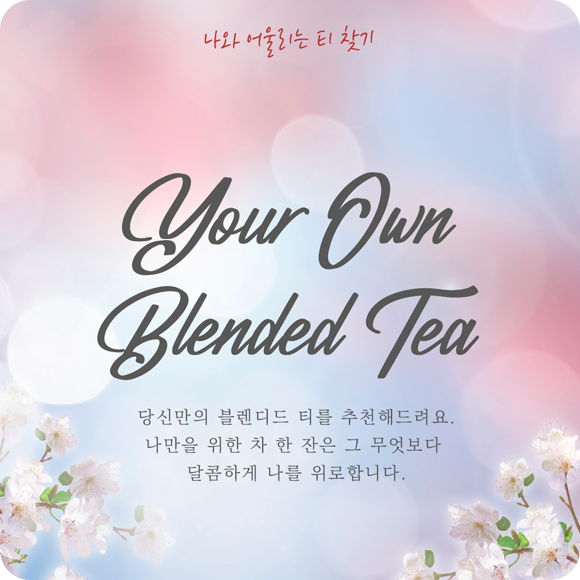 나와 어울리는 티 찾기
Your Own
Blended Tea
당신만의 블렌디드 티를 추천해드려요.
나만을 위한 차 한 잔은 그 무엇보다
달콤하게 나를 위로합니다.